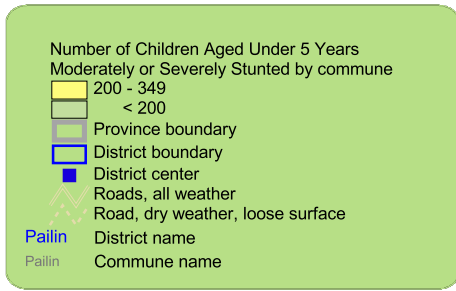 Number of Children Aged Under 5 Years
Moderately or Severely Stunted by commune
200 - 349
< 200
Province boundary
District boundary
District center
Roads, all weather
Road, dry weather, loose surface
Pailin District name
Pailin Commune name